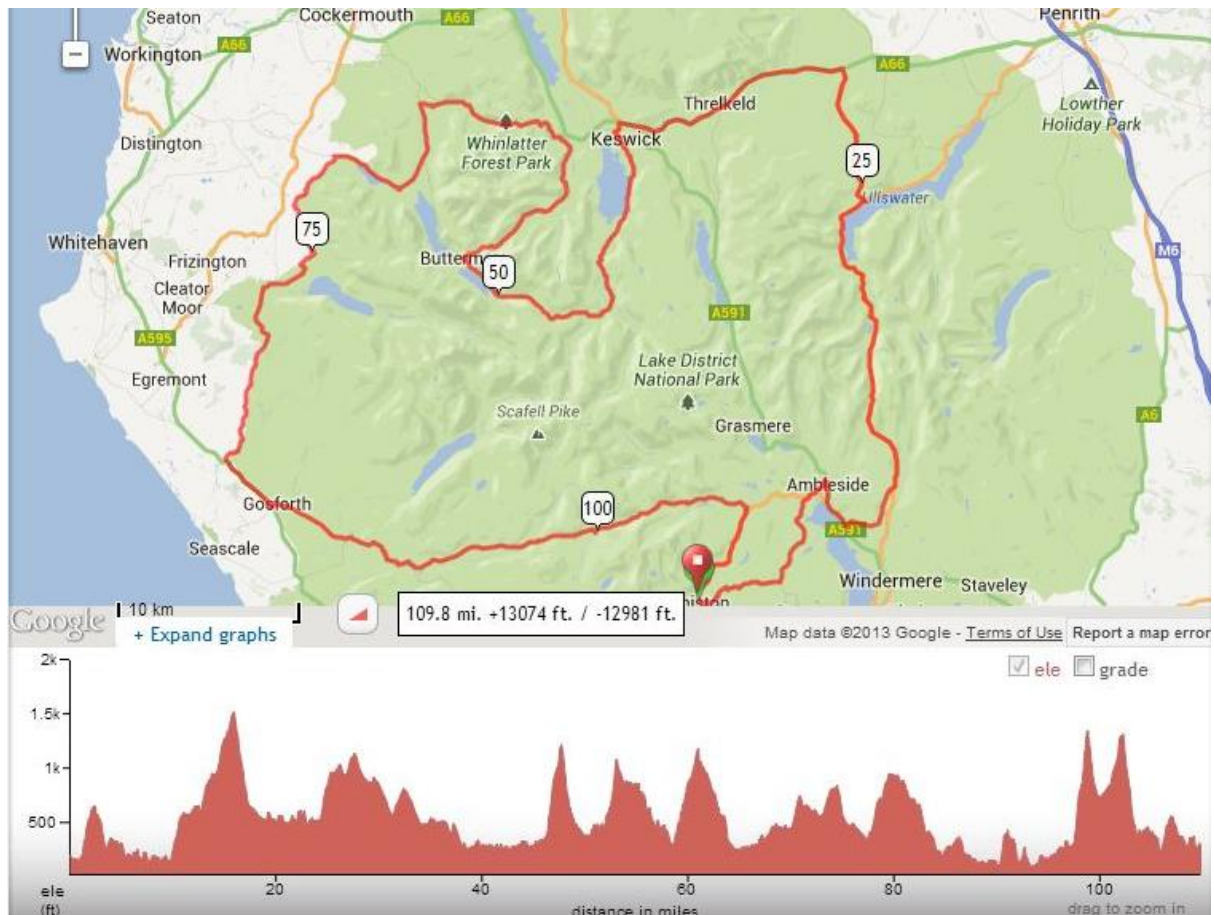 Seaton
Cockermouth
A66
Penrith
Workington
A66
A66
Threlkeld
Lowther
Holiday Park
Distington
Keswick
Whinlatter
Forest Park
25
Ullswater
75
Whitehaven
M6
Frizington
Butterm
50
Cleator
Moor
A591
A595
Lake District
National Park
Egremont
Scafell Pike
A6
Grasmere
Ambleside
Gosforth
100
A591
Seascale
Windermere
Staveley
niston
10 km
109.8 mi. +13074 ft. / -12981 ft.
Google
+ Expand graphs
Map data ©2013 Google - Terms of Use
Report a map error
2k
ele
grade
1.5k
1k
500
ele
(ft)
20
40
60
80
100
distance in miles
drag to zoom in